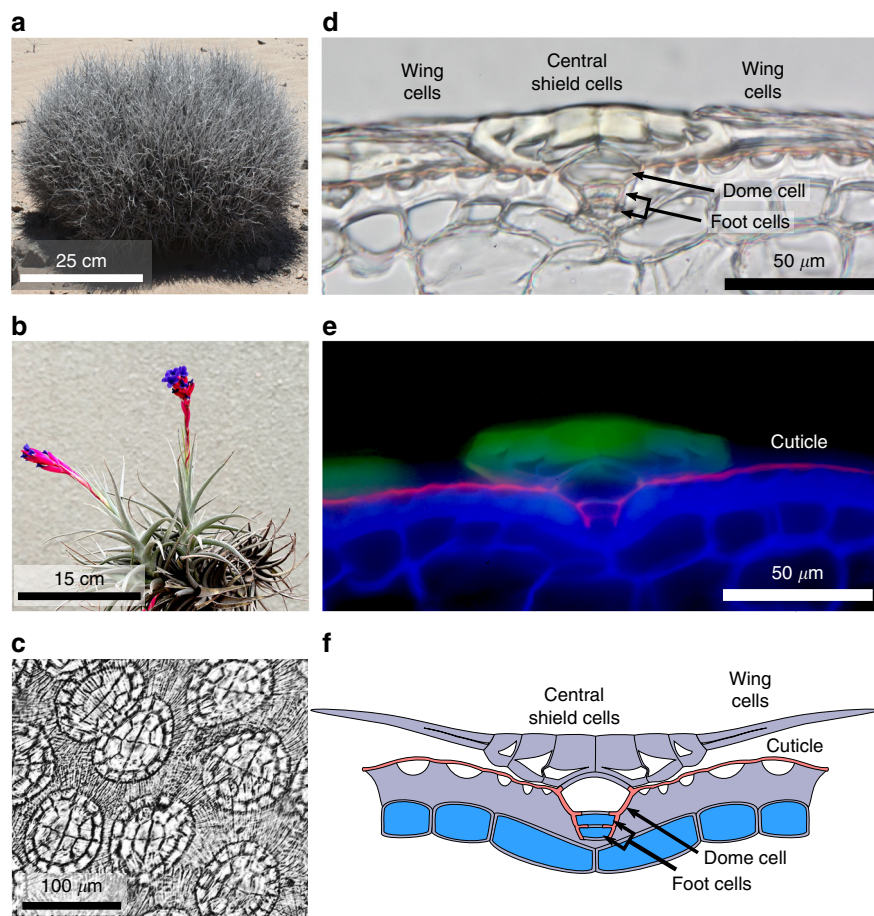 a
25 cm
b
15 cm
c
100 μm
d
Wing
cells
Central
shield cells
Wing
cells
Dome cell
Foot cells
50 μm
e
Cuticle
50 μm
f
Central
shield cells
Wing
cells
Cuticle
Dome cell
Foot cells